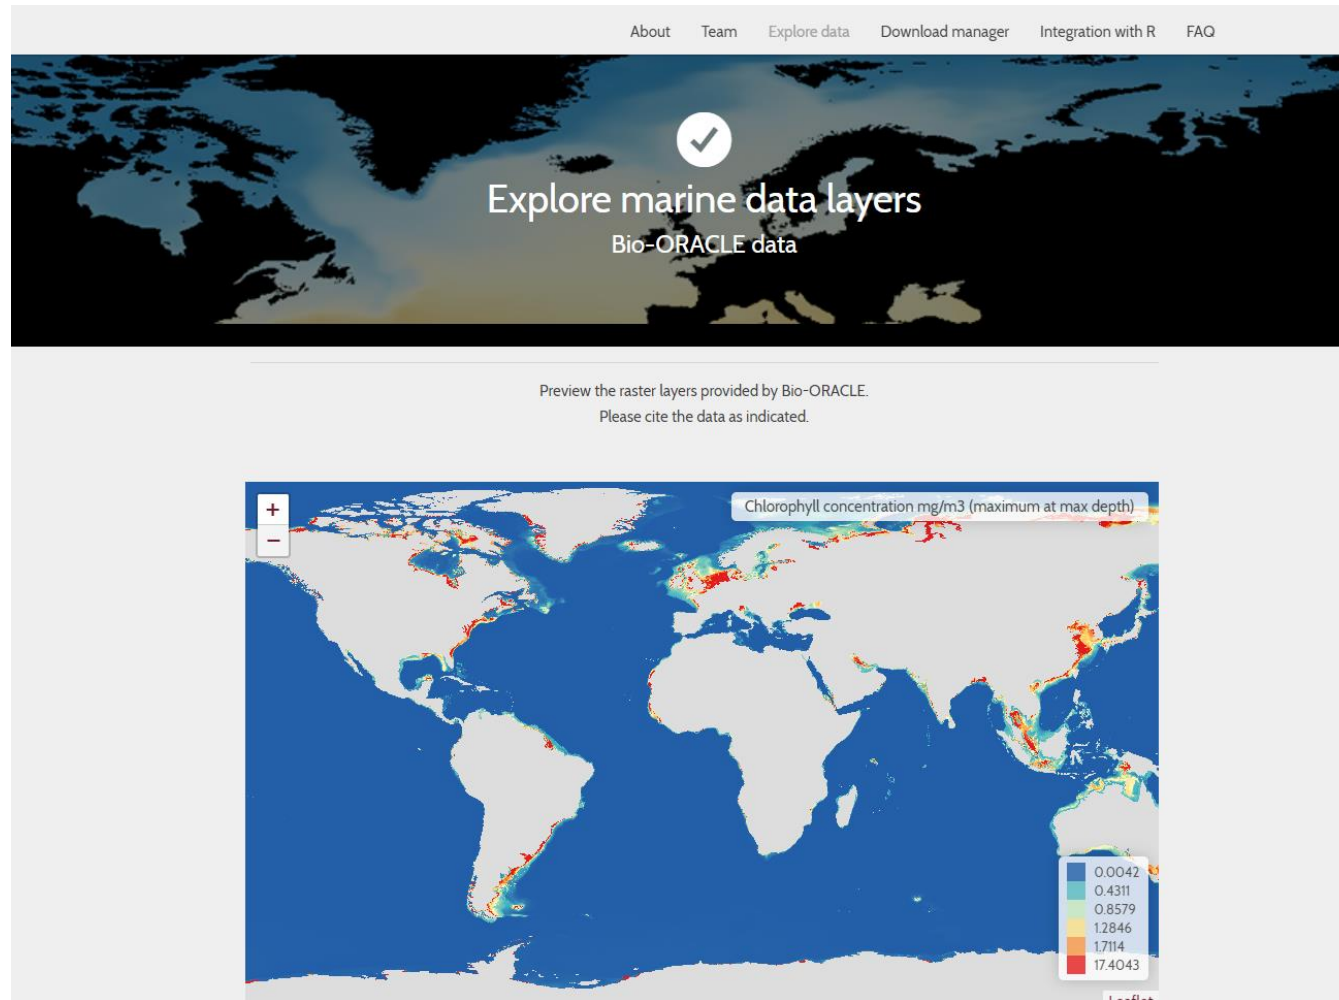 About Team Explore data Download manager Integration with R FAQ
Explore marine data layers
Bio-ORACLE data
Preview the raster layers provided by Bio-ORACLE.
Please cite the data as indicated.
+
Chlorophyll concentration mg/m3 (maximum at max depth)
−
0.0042
0.4311
0.8579
1.2846
1.7114
17.4043
Leaflet